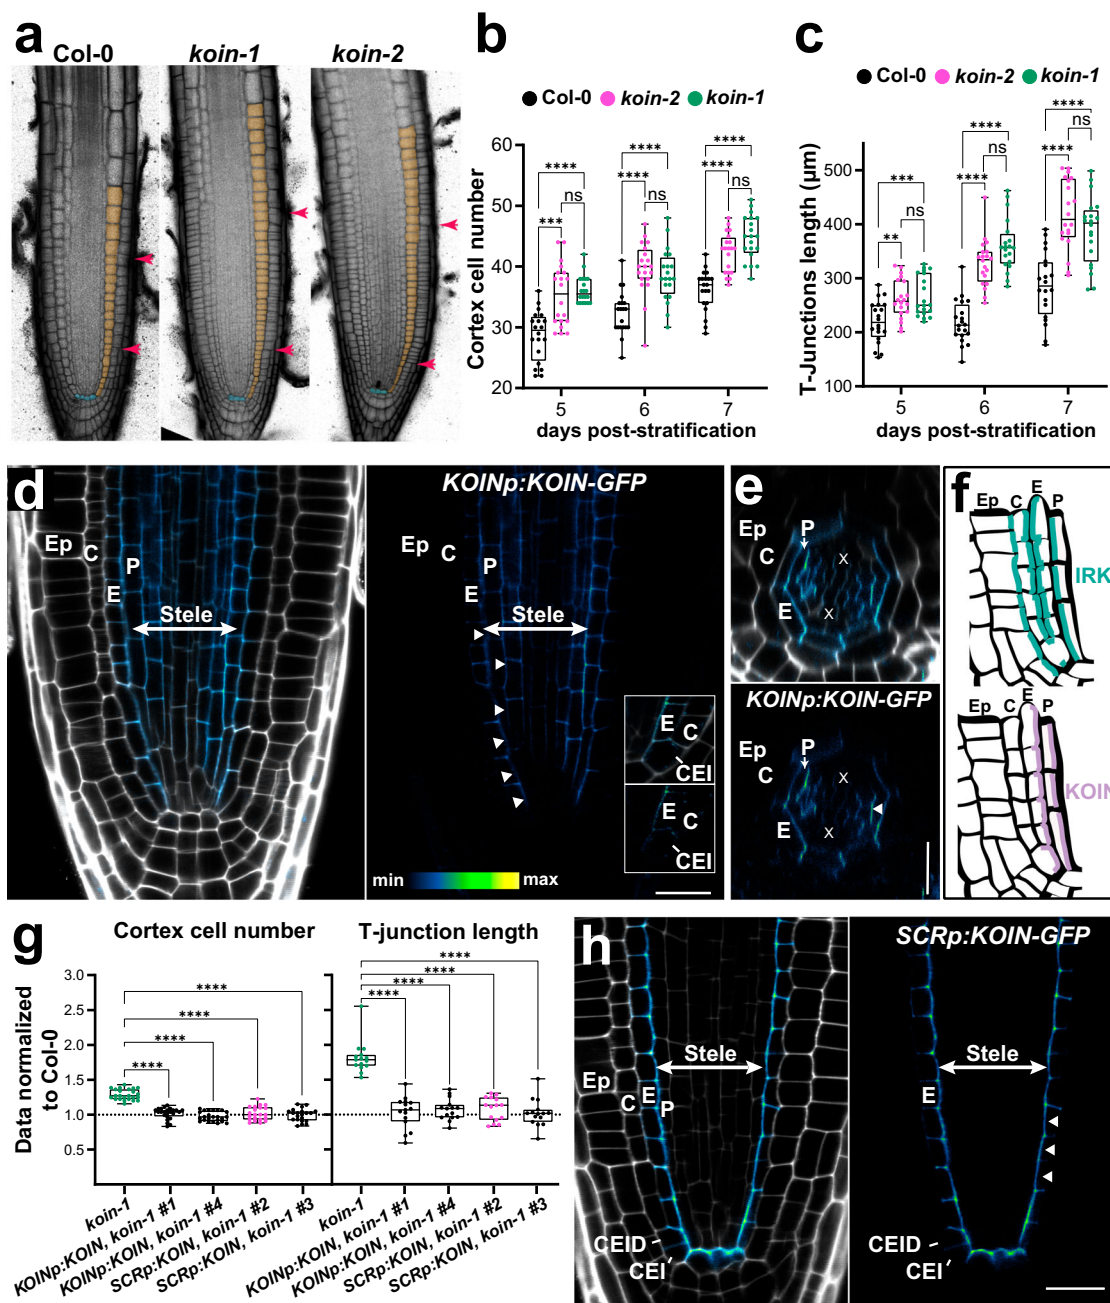 a
Col-0
koin-1
koin-2
b
Col-0 koin-2 koin-1
Cortex cell number
60
50
40
30
20
**** **** ****
*** ns **** ns **** ns
5 6 7
days post-stratification
c
Col-0 koin-2 koin-1
T-Junctions length (µm)
500
400
300
200
100
*** **** ****
** ns **** ns **** ns
5 6 7
days post-stratification
d
Ep
C
P
E
Stele
KOINp:KOIN-GFP
Ep
C
P
E
Stele
E
C
CEI
E
C
CEI
min max
e
Ep
P
C
X
E
X
KOINp:KOIN-GFP
Ep
P
C
X
E
X
f
Ep C E P
IRK
Ep C E P
KOIN
g
Cortex cell number
T-junction length
Data normalized
to Col-0
3.0
2.5
2.0
1.5
1.0
0.5
****
****
****
****
****
****
****
****
koin-1
KOINp:KOIN, koin-1 #1
KOINp:KOIN, koin-1 #4
SCRp:KOIN, koin-1 #2
SCRp:KOIN, koin-1 #3
koin-1
KOINp:KOIN, koin-1 #1
KOINp:KOIN, koin-1 #4
SCRp:KOIN, koin-1 #2
SCRp:KOIN, koin-1 #3
h
Stele
Ep
C
E
P
CEID
CEI
SCRp:KOIN-GFP
Stele
E
CEID
CEI